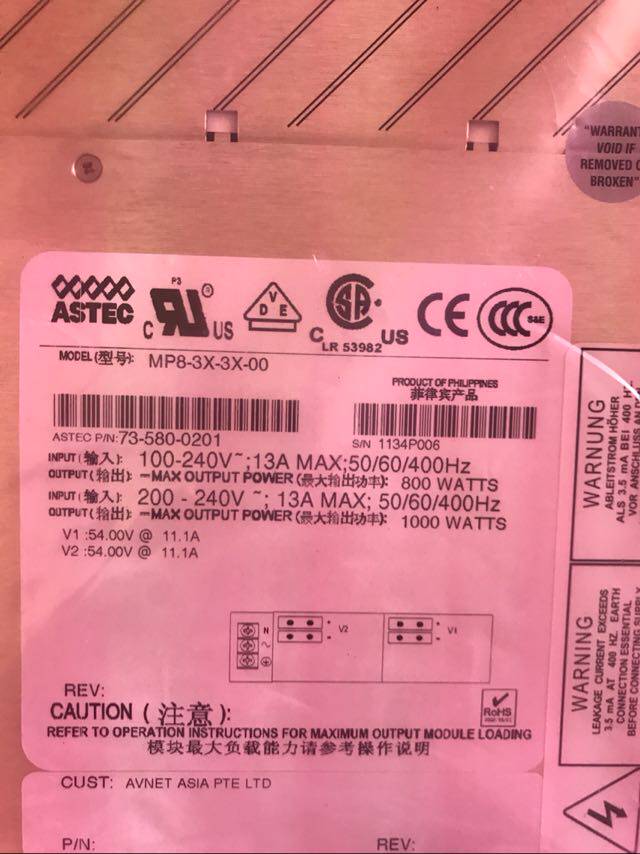 "WARRANT
VOID IF
REMOVED O
BROKEN"
ASTEC
P3
C US
VDE
C US
LR 53982
CE
CCC S&E
MODEL (型号): MP8-3X-3X-00
PRODUCT OF PHILIPPINES
菲律宾产品
ASTEC P/N: 73-580-0201
S/N 1134P006
INPUT (输入): 100-240V ~; 13A MAX; 50/60/400Hz
OUTPUT (输出): ⎓MAX OUTPUT POWER (最大输出功率): 800 WATTS
INPUT (输入): 200 - 240V ~; 13A MAX; 50/60/400Hz
OUTPUT (输出): ⎓MAX OUTPUT POWER (最大输出功率): 1000 WATTS
V1 :54.00V @ 11.1A
V2 :54.00V @ 11.1A
N
V2
V1
+
-
+
-
REV:
CAUTION (注意):
RoHS
REFER TO OPERATION INSTRUCTIONS FOR MAXIMUM OUTPUT MODULE LOADING
模块最大负载能力请参考操作说明
CUST: AVNET ASIA PTE LTD
P/N:
REV:
WARNUNG
ABLEITSTROM HÖHER
ALS 3.5 mA BEI 400 H
VOR ANSCHLUSS AN D
WARNING
LEAKAGE CURRENT EXCEEDS
3.5 mA AT 400 HZ. EARTH
CONNECTION ESSENTIAL
BEFORE CONNECTING SUPPLY